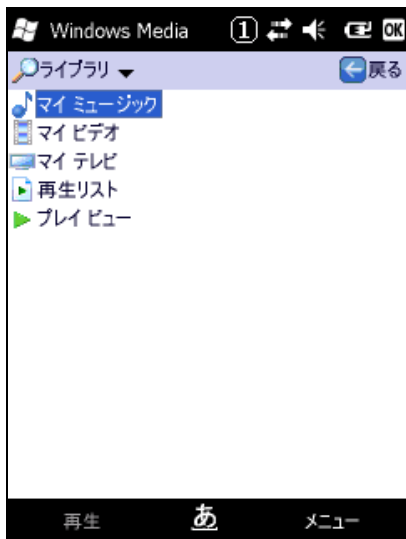 Windows Media 1 OK
ライブラリ 戻る
マイ ミュージック
マイ ビデオ
マイ テレビ
再生リスト
プレイ ビュー
再生 あ メニュー